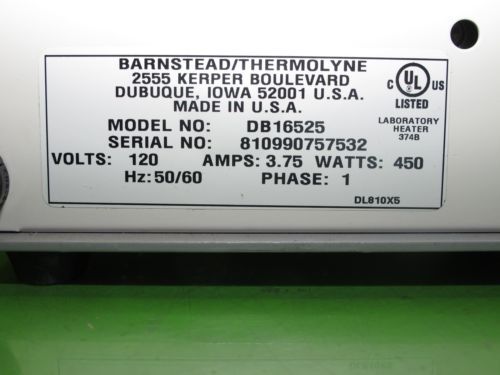 BARNSTEAD/THERMOLYNE
2555 KERPER BOULEVARD
DUBUQUE, IOWA 52001 U.S.A.
MADE IN U.S.A.
MODEL NO: DB16525
SERIAL NO: 810990757532
VOLTS: 120 AMPS: 3.75 WATTS: 450
Hz: 50/60 PHASE: 1
C UL US
LISTED
LABORATORY
HEATER
374B
DL810X5